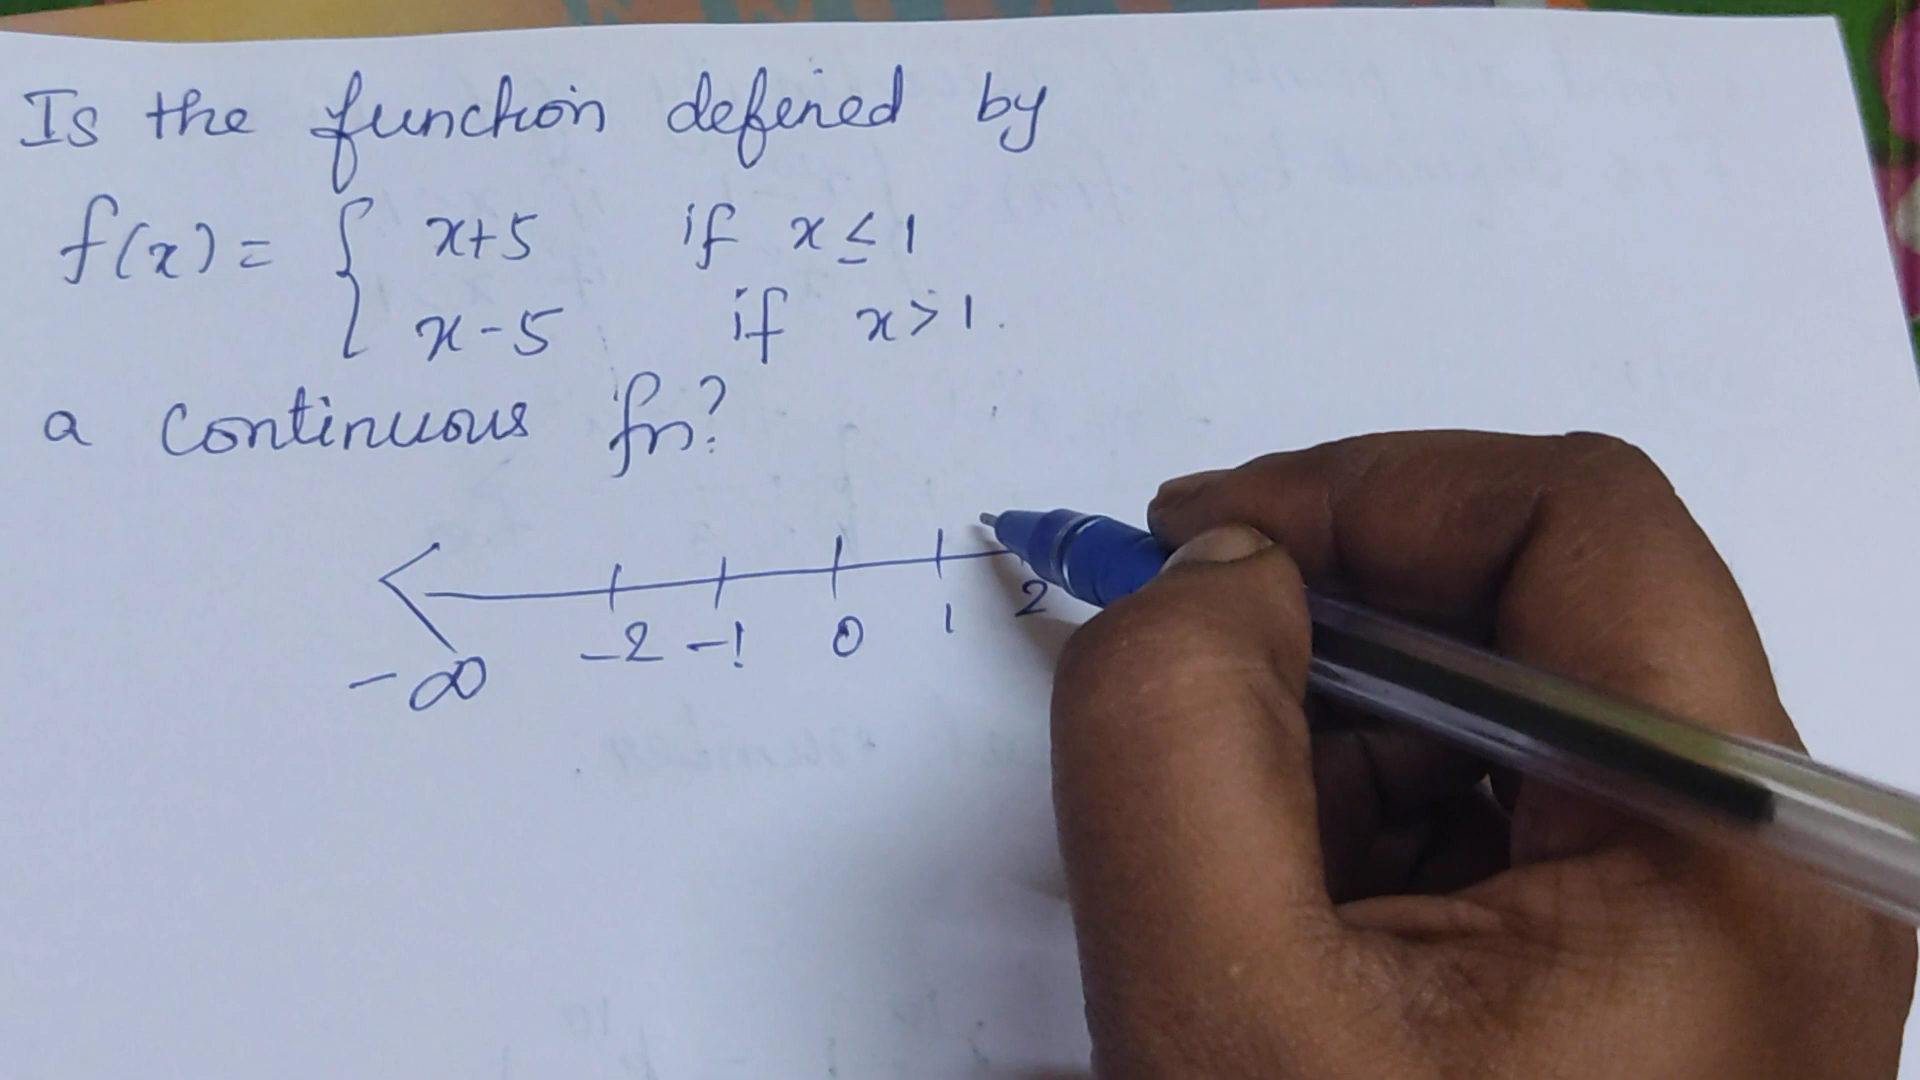 Is the function defined by
f(x) = { x+5 if x ≤ 1
x-5 if x > 1.
a continuous fn?
-∞ -2 -1 0 1 2